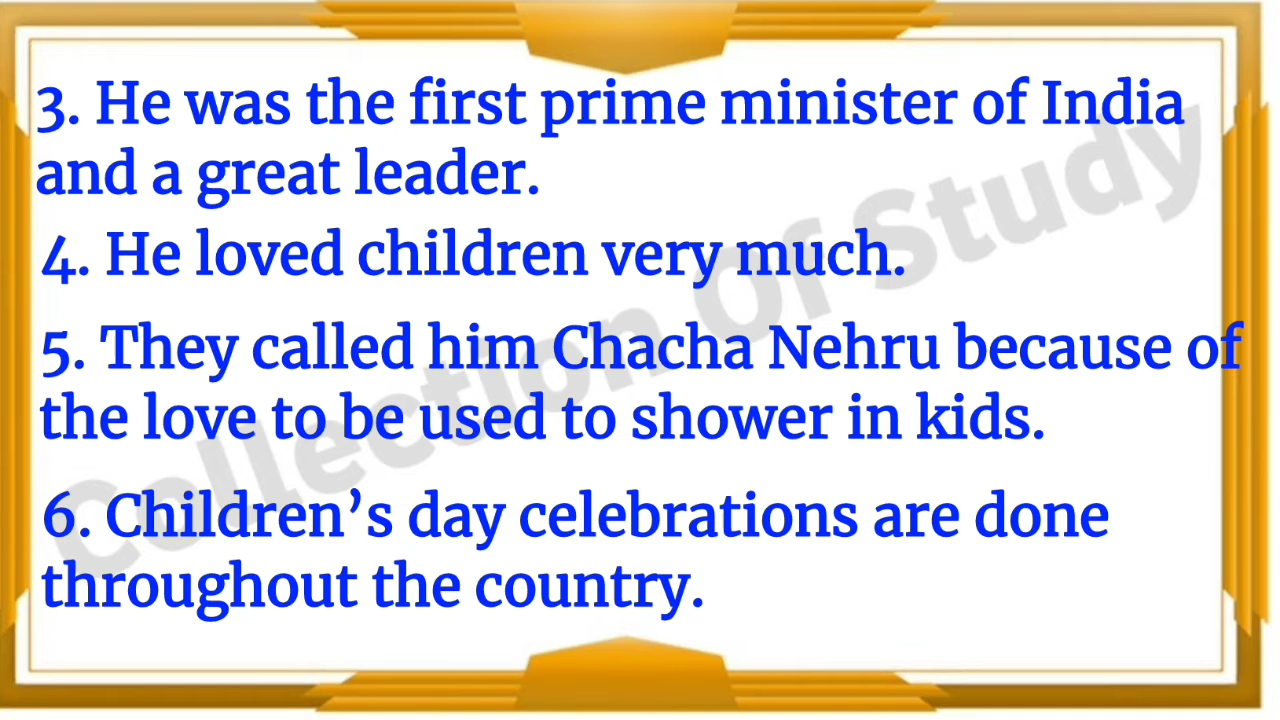 3. He was the first prime minister of India
and a great leader.
4. He loved children very much.
5. They called him Chacha Nehru because of
the love to be used to shower in kids.
6. Children’s day celebrations are done
throughout the country.
Collection Of Study